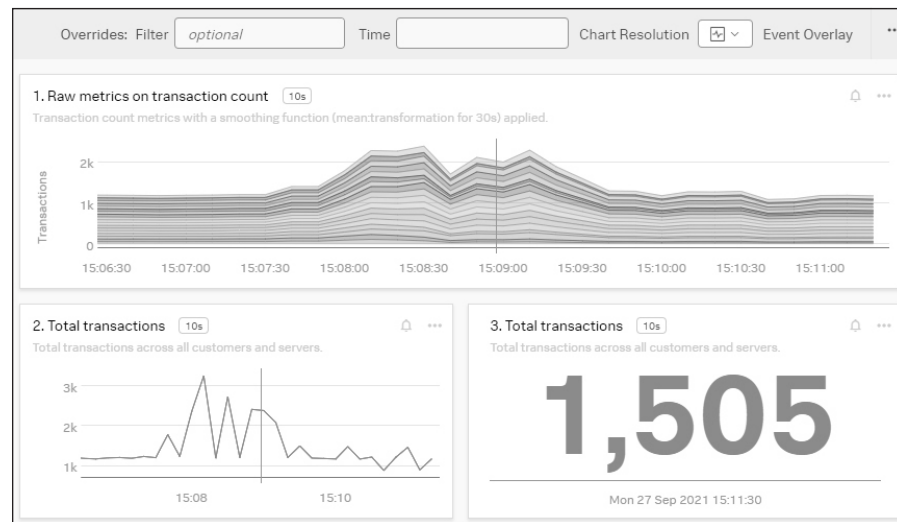 Overrides: Filter optional Time Chart Resolution Event Overlay ...
1. Raw metrics on transaction count 10s
Transaction count metrics with a smoothing function (mean:transformation for 30s) applied.
Transactions
2k
1k
0
15:06:30 15:07:00 15:07:30 15:08:00 15:08:30 15:09:00 15:09:30 15:10:00 15:10:30 15:11:00
2. Total transactions 10s
Total transactions across all customers and servers.
3k
2k
1k
15:08 15:10
3. Total transactions 10s
Total transactions across all customers and servers.
1,505
Mon 27 Sep 2021 15:11:30